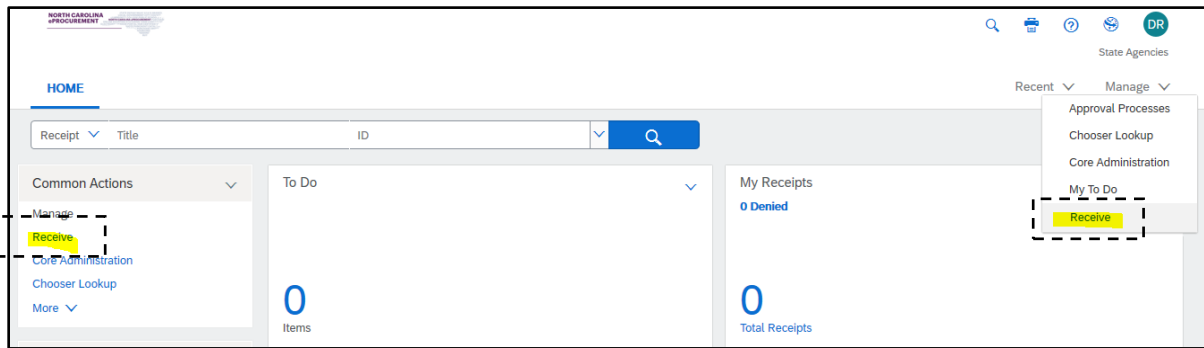 NORTH CAROLINA
ePROCUREMENT
DR
State Agencies
HOME
Recent
Manage
Receipt
Title
ID
Approval Processes
Chooser Lookup
Core Administration
My To Do
Receive
Common Actions
Manage
Receive
Core Administration
Chooser Lookup
More
To Do
0
Items
My Receipts
0 Denied
0
Total Receipts